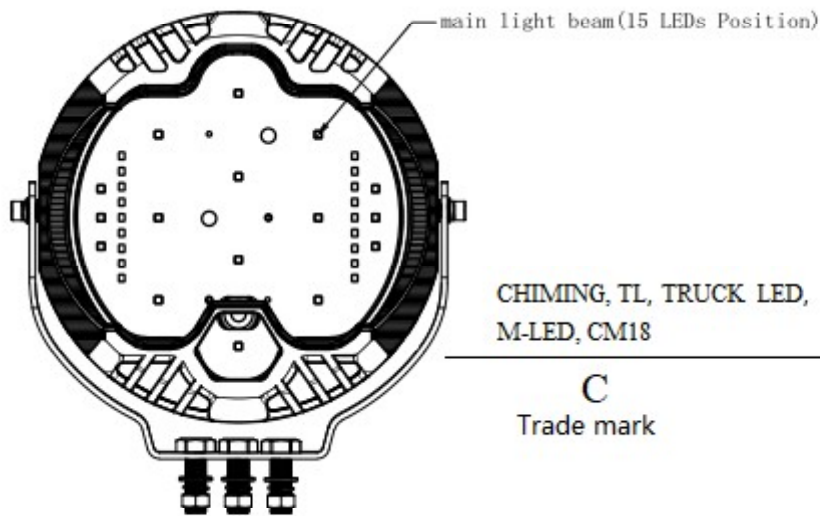 main light beam(15 LEDs Position)
CHIMING, TL, TRUCK LED,
M-LED, CM18
C
Trade mark